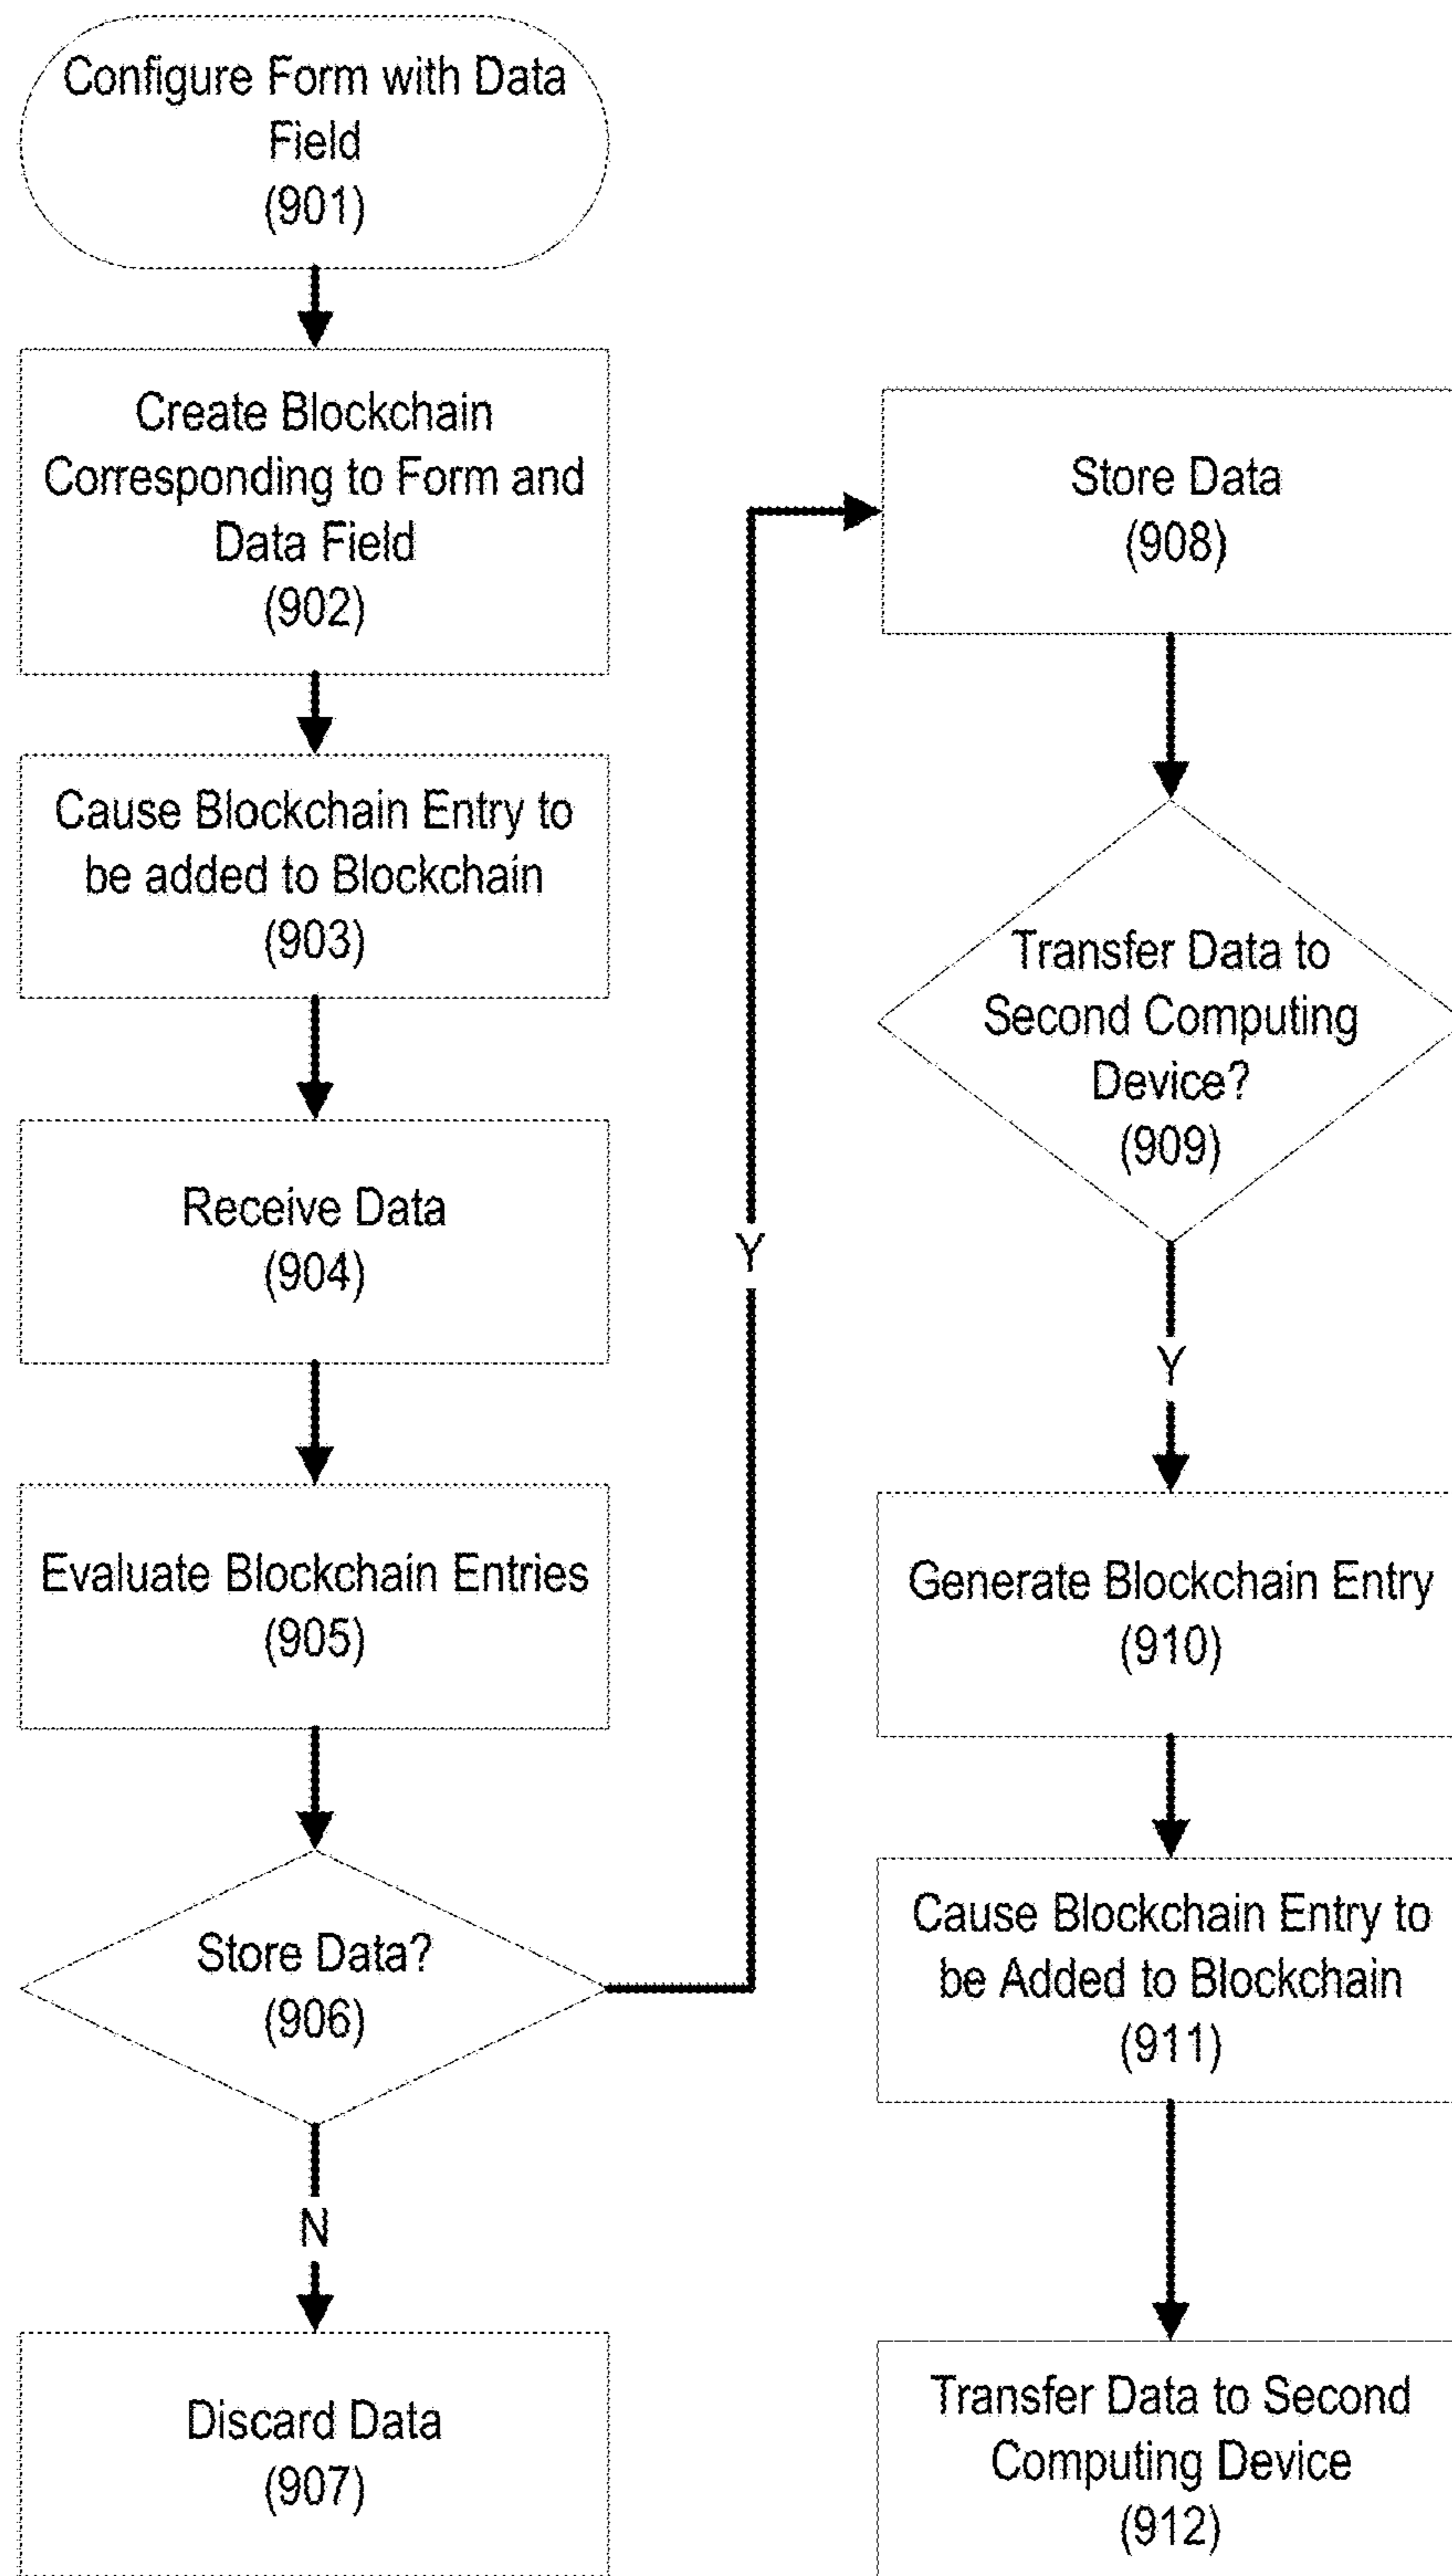 Configure Form with Data
Field
(901)
Create Blockchain
Corresponding to Form and
Data Field
(902)
Cause Blockchain Entry to
be added to Blockchain
(903)
Receive Data
(904)
Evaluate Blockchain Entries
(905)
Store Data?
(906)
N
Discard Data
(907)
Y
Store Data
(908)
Transfer Data to
Second Computing
Device?
(909)
Y
Generate Blockchain Entry
(910)
Cause Blockchain Entry to
be Added to Blockchain
(911)
Transfer Data to Second
Computing Device
(912)